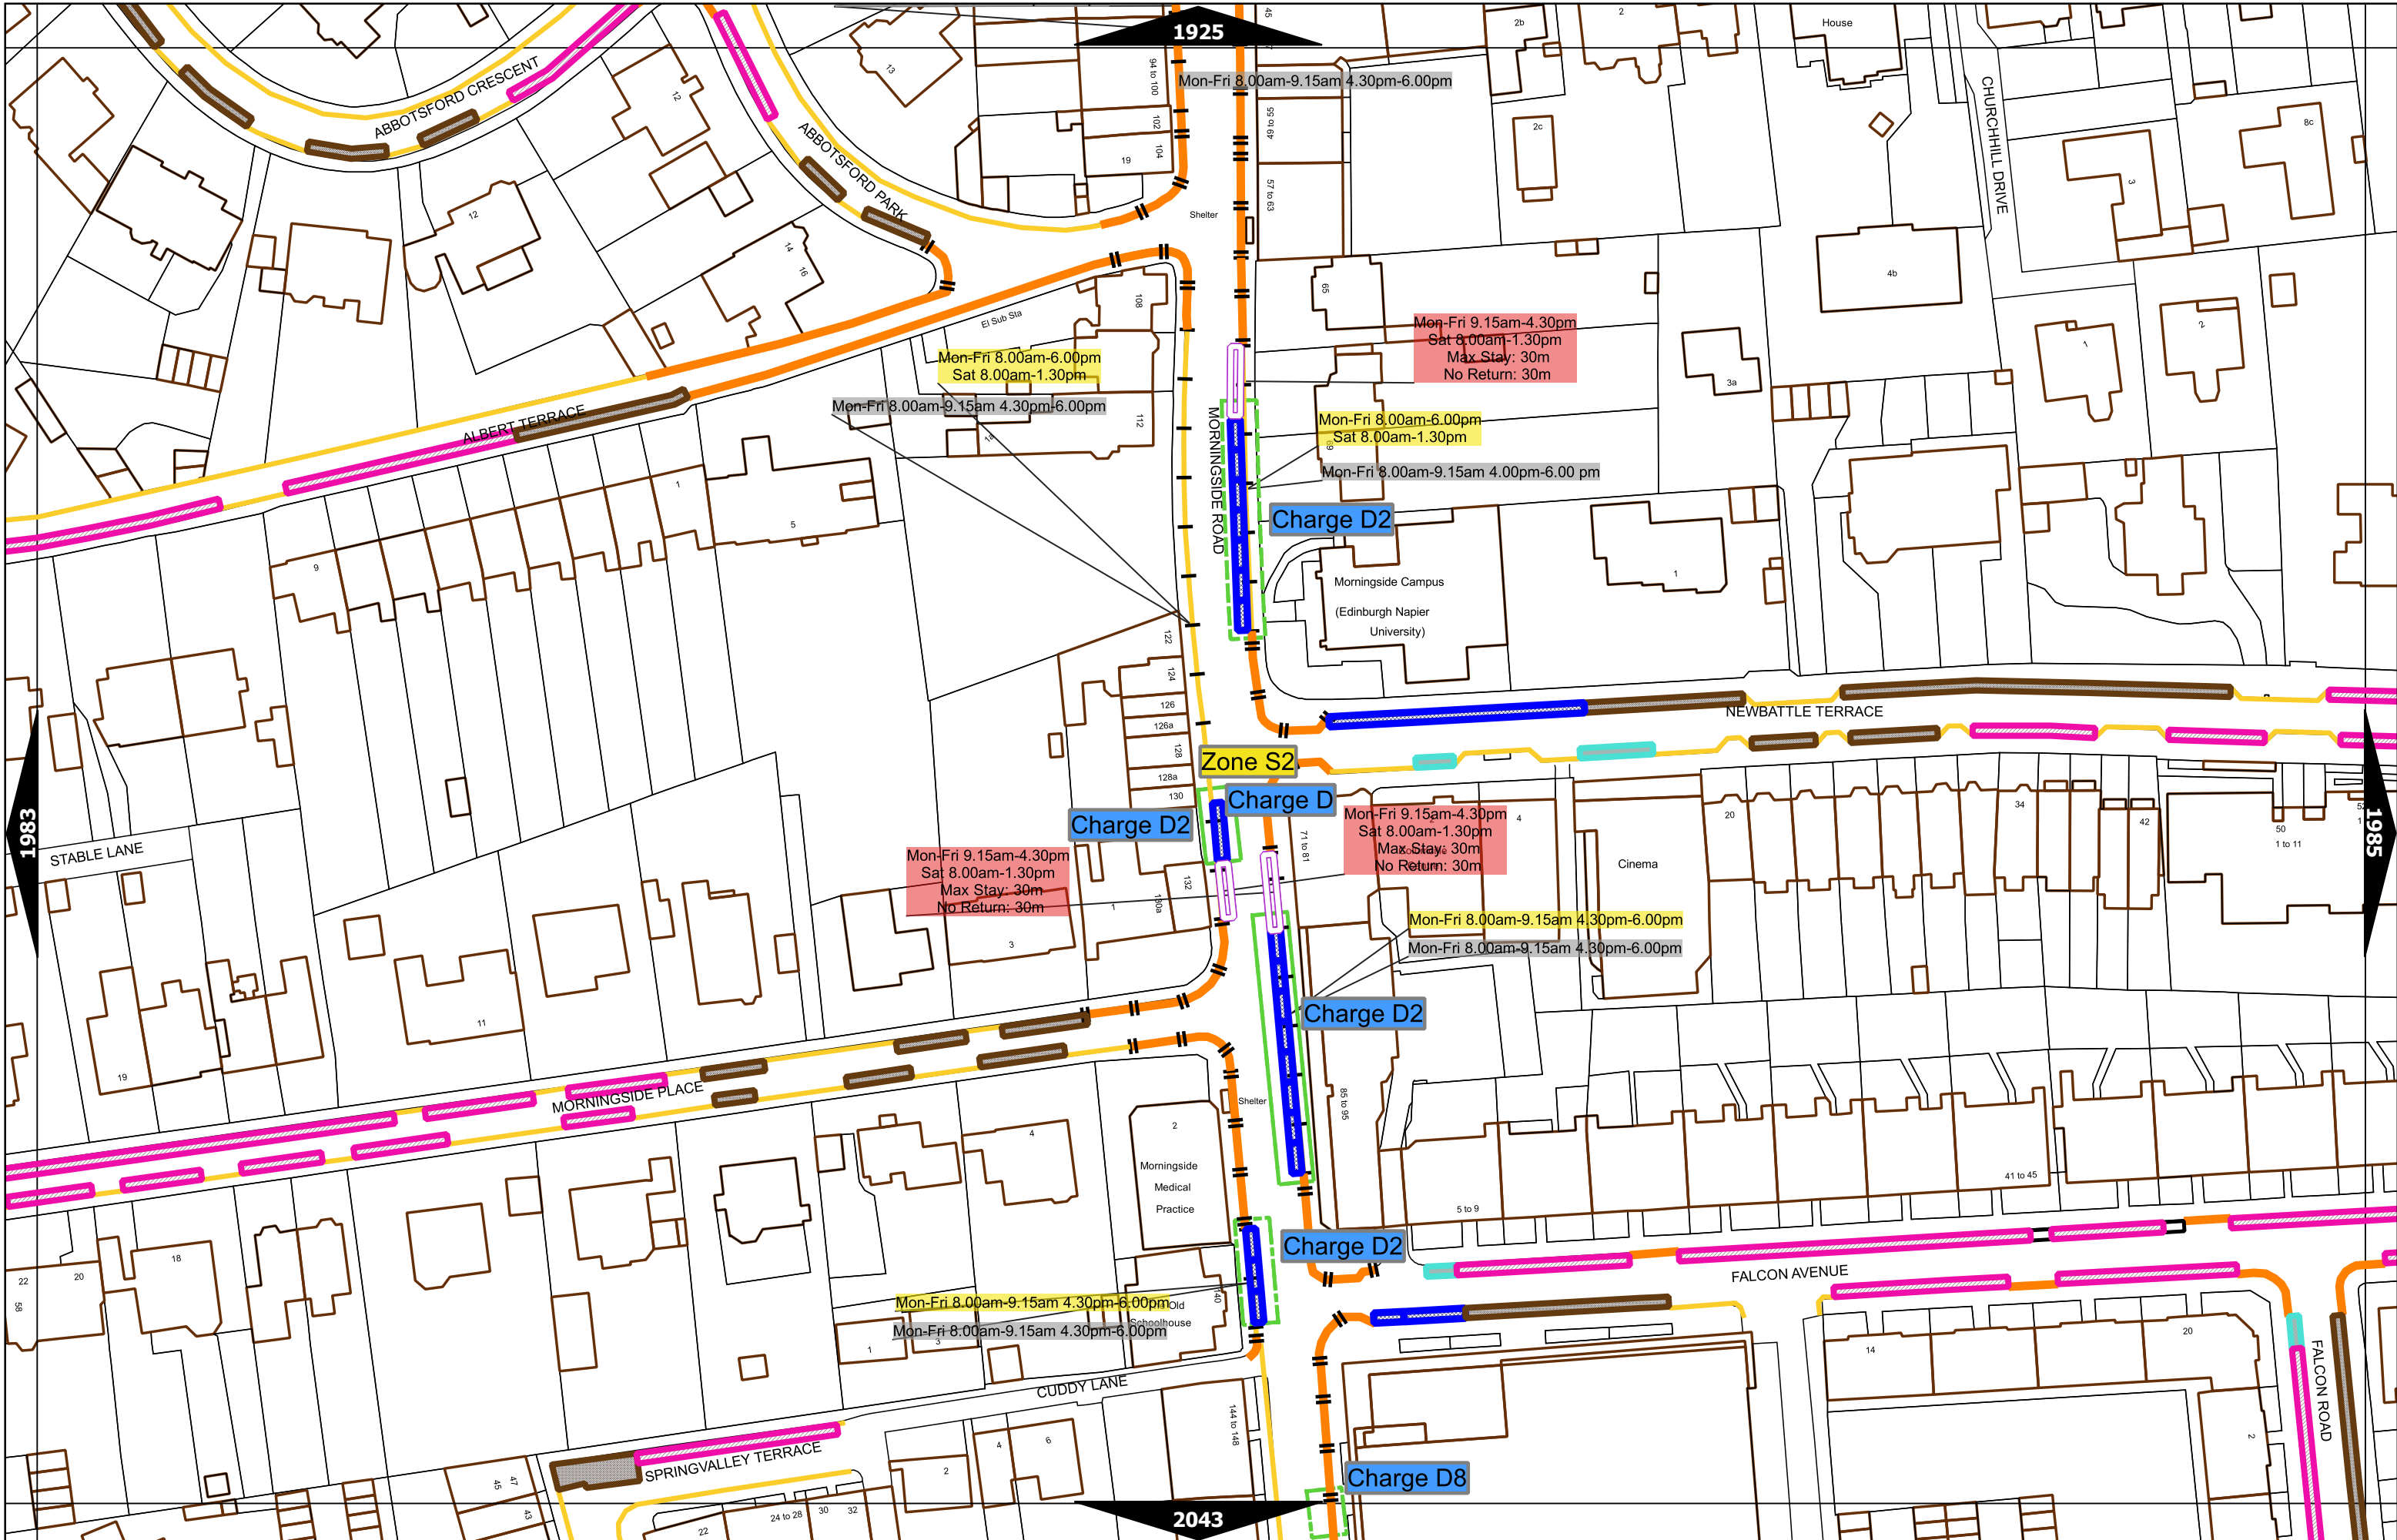 1925
45
2b
2
House
ABBOTSFORD CRESCENT
13
12
94 to 100
Mon-Fri 8.00am-9.15am 4.30pm-6.00pm
CHURCHHILL DRIVE
ABBOTSFORD PARK
102
104
19
49 to 55
2c
8c
3
57 to 63
Shelter
12
14
16
108
65
4b
El Sub Sta
Mon-Fri 9.15am-4.30pm
Sat 8.00am-1.30pm
Max Stay: 30m
No Return: 30m
2
1
Mon-Fri 8.00am-6.00pm
Sat 8.00am-1.30pm
3a
Mon-Fri 8.00am-9.15am 4.30pm-6.00pm
ALBERT TERRACE
112
MORNINGSIDE ROAD
Mon-Fri 8.00am-6.00pm
Sat 8.00am-1.30pm
69
Mon-Fri 8.00am-9.15am 4.00pm-6.00 pm
1
5
Charge D2
9
Morningside Campus
(Edinburgh Napier
University)
1
122
124
126
126a
128
128a
130
NEWBATTLE TERRACE
Zone S2
Charge D
Charge D2
1983
STABLE LANE
Mon-Fri 9.15am-4.30pm
Sat 8.00am-1.30pm
Max Stay: 30m
No Return: 30m
71 to 81
Mon-Fri 9.15am-4.30pm
Sat 8.00am-1.30pm
Max Stay: 30m
No Return: 30m
2
4
Cinema
20
34
42
50
1 to 11
52
1985
132
130a
1
3
Mon-Fri 8.00am-9.15am 4.30pm-6.00pm
Mon-Fri 8.00am-9.15am 4.30pm-6.00pm
Charge D2
11
19
MORNINGSIDE PLACE
Shelter
85 to 95
4
2
Morningside
Medical
Practice
5 to 9
41 to 45
18
22
20
58
Charge D2
FALCON AVENUE
140
Mon-Fri 8.00am-9.15am 4.30pm-6.00pm
Old
Schoolhouse
Mon-Fri 8.00am-9.15am 4.30pm-6.00pm
1
3
14
20
FALCON ROAD
CUDDY LANE
144 to 148
SPRINGVALLEY TERRACE
4
6
2
2
Charge D8
45
47
43
22
24 to 28
30
32
2043